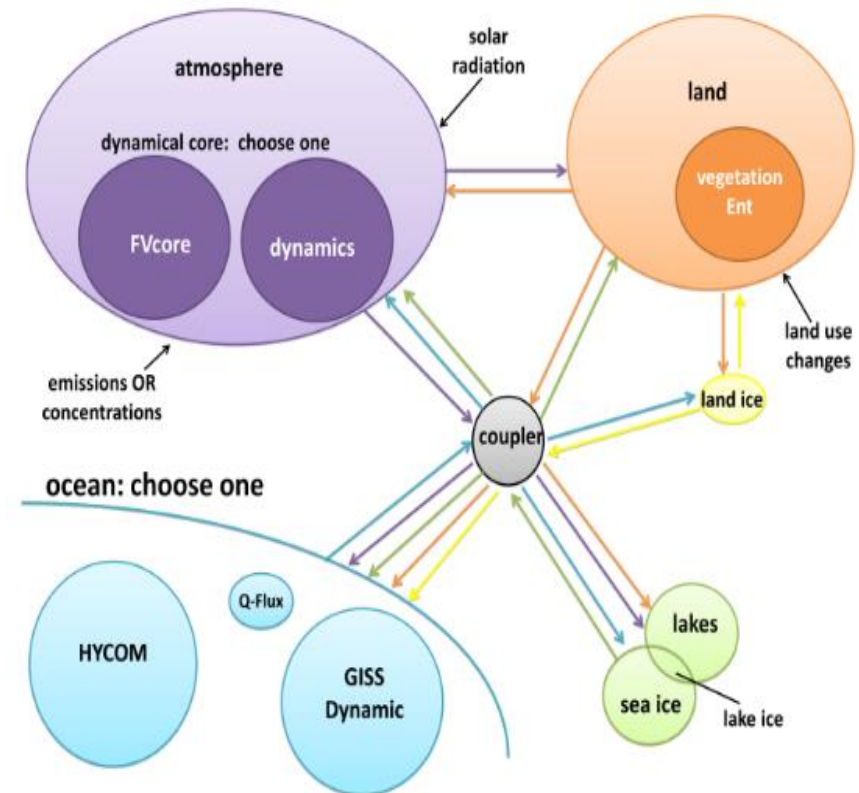 atmosphere
solar
radiation
land
dynamical core: choose one
vegetation
Ent
FVcore
dynamics
land use
changes
emissions OR
concentrations
land ice
coupler
ocean: choose one
Q-Flux
HYCOM
GISS
Dynamic
lakes
sea ice
lake ice